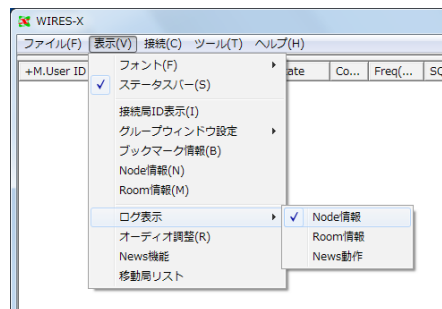 WIRES-X
ファイル(F) 表示(V) 接続(C) ツール(T) ヘルプ(H)
+M.User ID ate Co... Freq(... SQ
フォント(F)
✓ ステータスバー(S)
接続局ID表示(I)
グループウィンドウ設定
ブックマーク情報(B)
Node情報(N)
Room情報(M)
ログ表示
✓ Node情報
オーディオ調整(R)
Room情報
News機能
News動作
移動局リスト